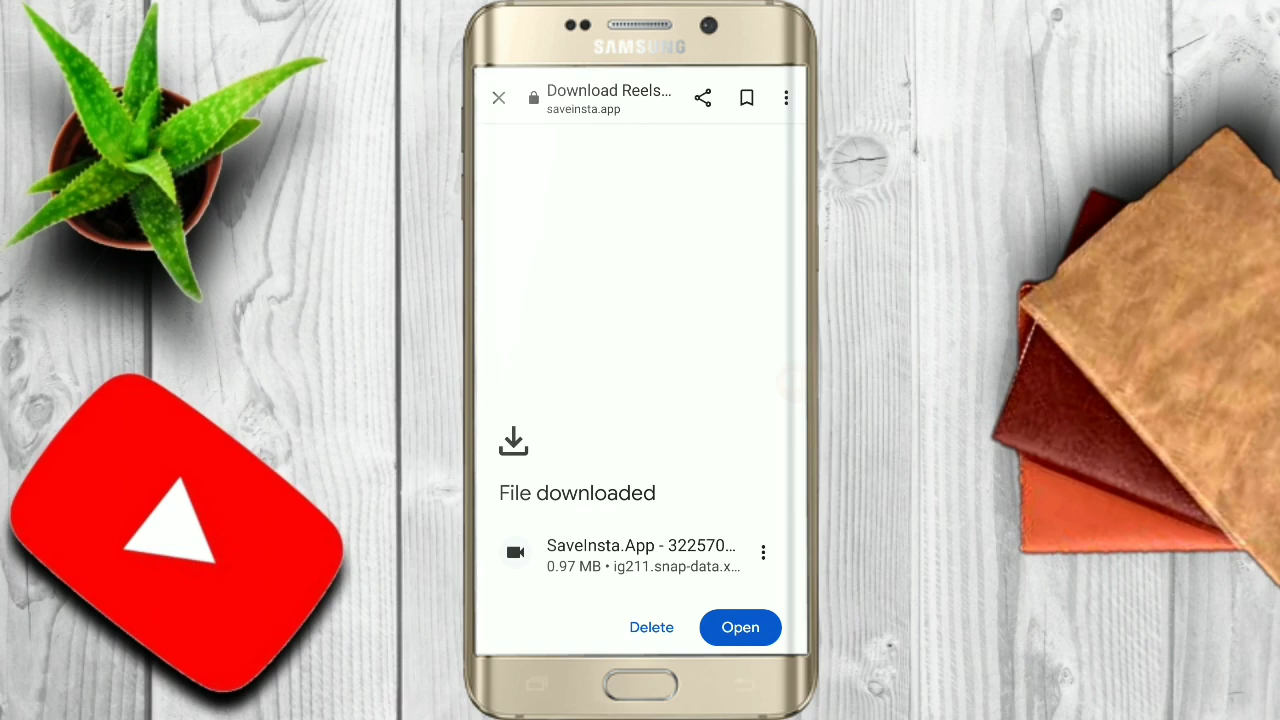 SAMSUNG
Download Reels...
saveinsta.app
File downloaded
SaveInsta.App - 322570...
0.97 MB • ig211.snap-data.x...
Delete
Open